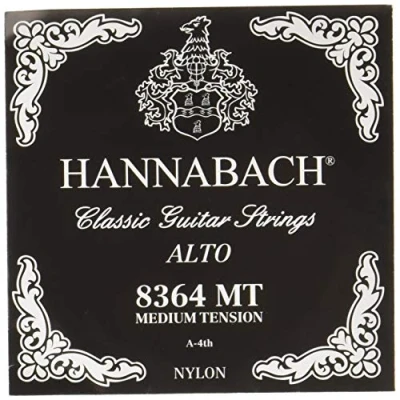 HANNABACH®
Classic Guitar Strings
ALTO
8364 MT
MEDIUM TENSION
A-4th
NYLON